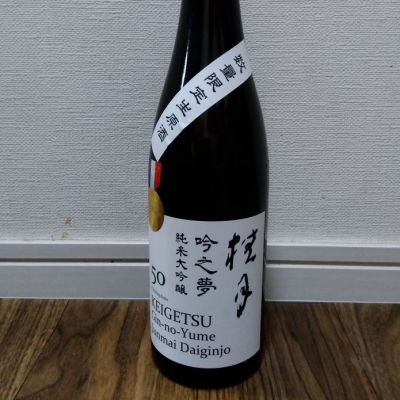 数量限定生原酒
桂月
吟之夢
純米大吟醸
50
KEIGETSU
Gin-no-Yume
Junmai Daiginjo